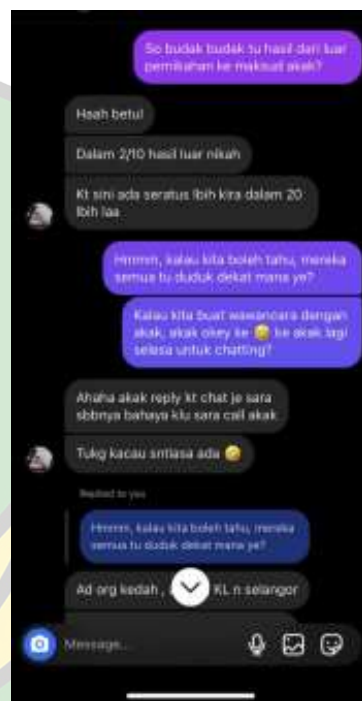 So budak budak tu hasil dari luar
pernikahan ke maksud akak?
Haah betul
Dalam 2/10 hasil luar nikah
Kt sini ada seratus lbih kira dalam 20
lbih laa
Hmmm, kalau kita boleh tahu, mereka
semua tu duduk dekat mana ye?
Kalau kita buat wawancara dengan
akak, akak okey ke 🤣 ke akak lagi
selesa untuk chatting?
Ahaha akak reply kt chat je sara
sbbnya bahaya klu sara call akak
Tukg kacau sntiasa ada 🤣
Replied to you
Hmmm, kalau kita boleh tahu, mereka
semua tu duduk dekat mana ye?
Ad org kedah , KL n selangor
Message...